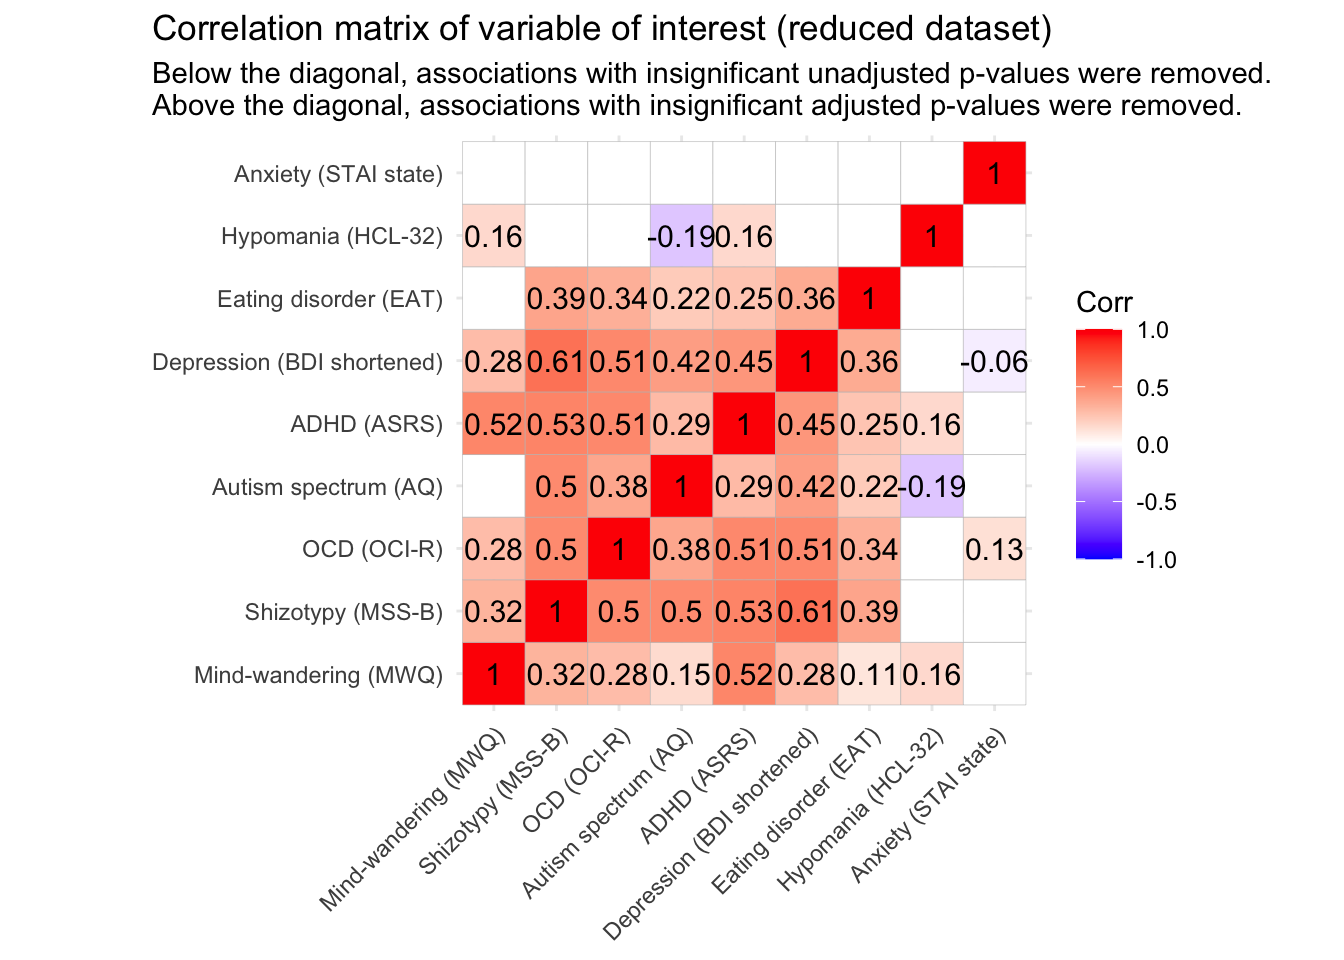 Correlation matrix of variable of interest (reduced dataset)
Below the diagonal, associations with insignificant unadjusted p-values were removed.
Above the diagonal, associations with insignificant adjusted p-values were removed.
Anxiety (STAI state) 1
Hypomania (HCL-32) 0.16 -0.19 0.16 1
Eating disorder (EAT) 0.39 0.34 0.22 0.25 0.36 1
Depression (BDI shortened) 0.28 0.61 0.51 0.42 0.45 1 0.36 -0.06
ADHD (ASRS) 0.52 0.53 0.51 0.29 1 0.45 0.25 0.16
Autism spectrum (AQ) 0.5 0.38 1 0.29 0.42 0.22 -0.19
OCD (OCI-R) 0.28 0.5 1 0.38 0.51 0.51 0.34 0.13
Shizotypy (MSS-B) 0.32 1 0.5 0.5 0.53 0.61 0.39
Mind-wandering (MWQ) 1 0.32 0.28 0.15 0.52 0.28 0.11 0.16
Mind-wandering (MWQ)
Shizotypy (MSS-B)
OCD (OCI-R)
Autism spectrum (AQ)
ADHD (ASRS)
Depression (BDI shortened)
Eating disorder (EAT)
Hypomania (HCL-32)
Anxiety (STAI state)
Corr
1.0
0.5
0.0
-0.5
-1.0